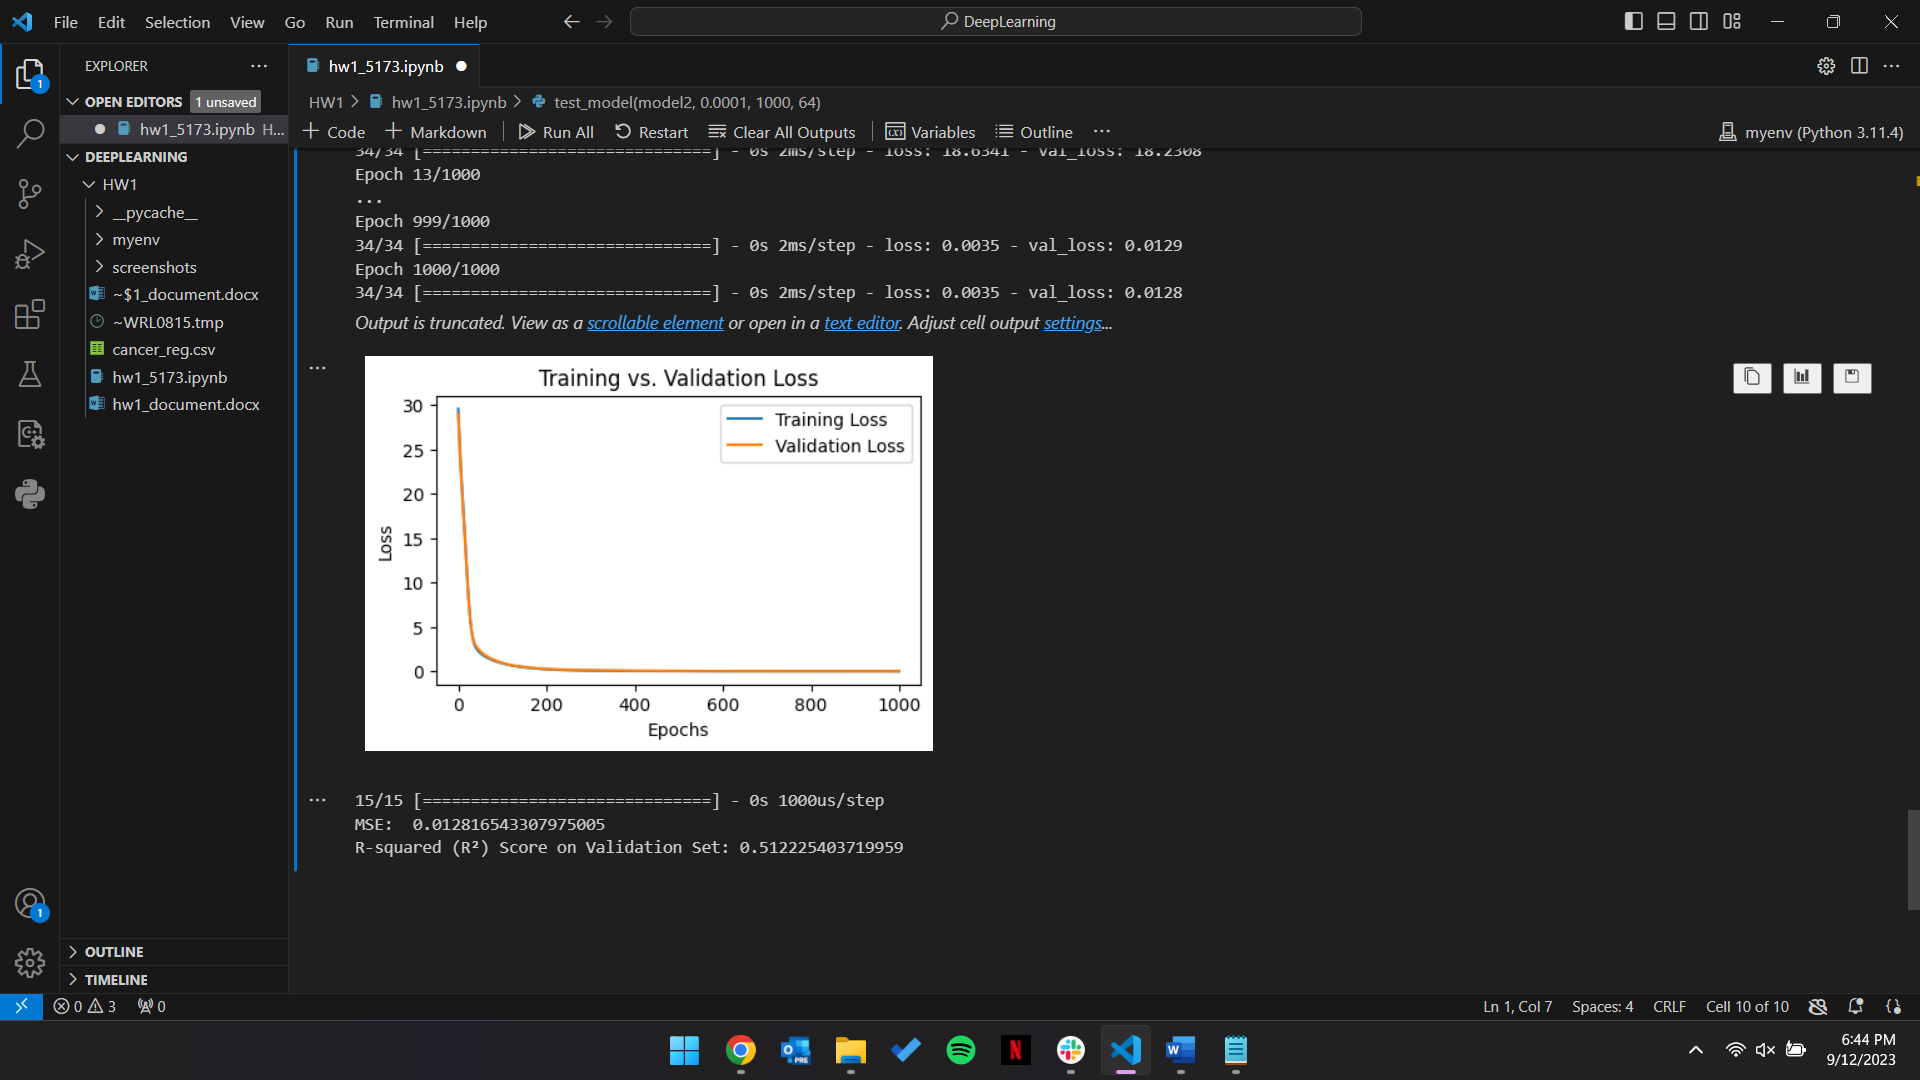 File Edit Selection View Go Run Terminal Help
DeepLearning
EXPLORER
hw1_5173.ipynb
OPEN EDITORS 1 unsaved
hw1_5173.ipynb H...
DEEPLEARNING
HW1
__pycache__
myenv
screenshots
~$1_document.docx
~WRL0815.tmp
cancer_reg.csv
hw1_5173.ipynb
hw1_document.docx
OUTLINE
TIMELINE
HW1 > hw1_5173.ipynb > test_model(model2, 0.0001, 1000, 64)
+ Code + Markdown Run All Restart Clear All Outputs Variables Outline ...
myenv (Python 3.11.4)
34/34 [==============================] - 0s 2ms/step - loss: 18.6341 - val_loss: 18.2308
Epoch 13/1000
...
Epoch 999/1000
34/34 [==============================] - 0s 2ms/step - loss: 0.0035 - val_loss: 0.0129
Epoch 1000/1000
34/34 [==============================] - 0s 2ms/step - loss: 0.0035 - val_loss: 0.0128
Output is truncated. View as a scrollable element or open in a text editor. Adjust cell output settings...
Training vs. Validation Loss
Training Loss
Validation Loss
30
25
20
15
10
5
0
Loss
0 200 400 600 800 1000
Epochs
15/15 [==============================] - 0s 1000us/step
MSE: 0.012816543307975005
R-squared (R²) Score on Validation Set: 0.512225403719959
1
1
0 3 0
Ln 1, Col 7 Spaces: 4 CRLF Cell 10 of 10
PRE
N
W
6:44 PM
9/12/2023